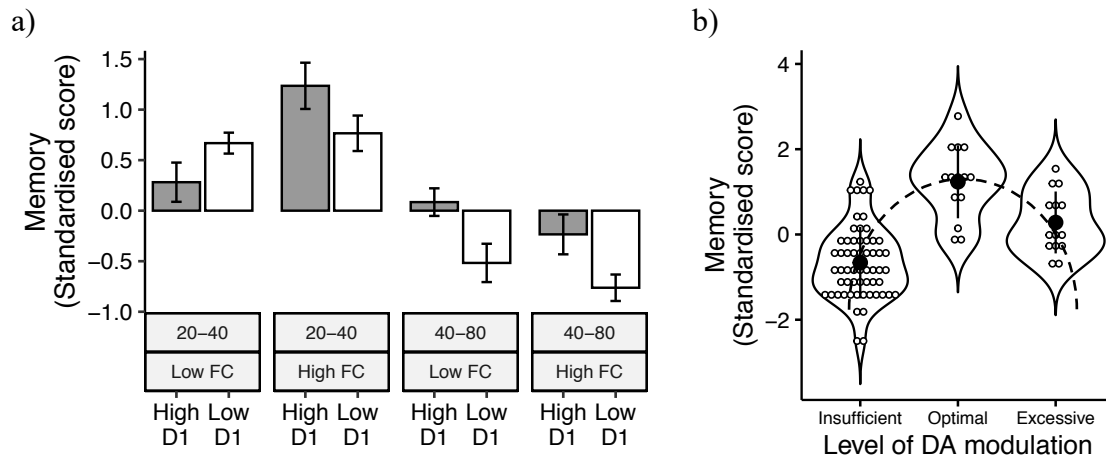 a)
b)
Memory
(Standardised score)
1.5
1.0
0.5
0.0
−0.5
−1.0
20−40
20−40
40−80
40−80
Low FC
High FC
Low FC
High FC
High Low High Low High Low High Low
D1 D1 D1 D1 D1 D1 D1 D1
Memory
(Standardised score)
4
2
0
−2
Insufficient Optimal Excessive
Level of DA modulation